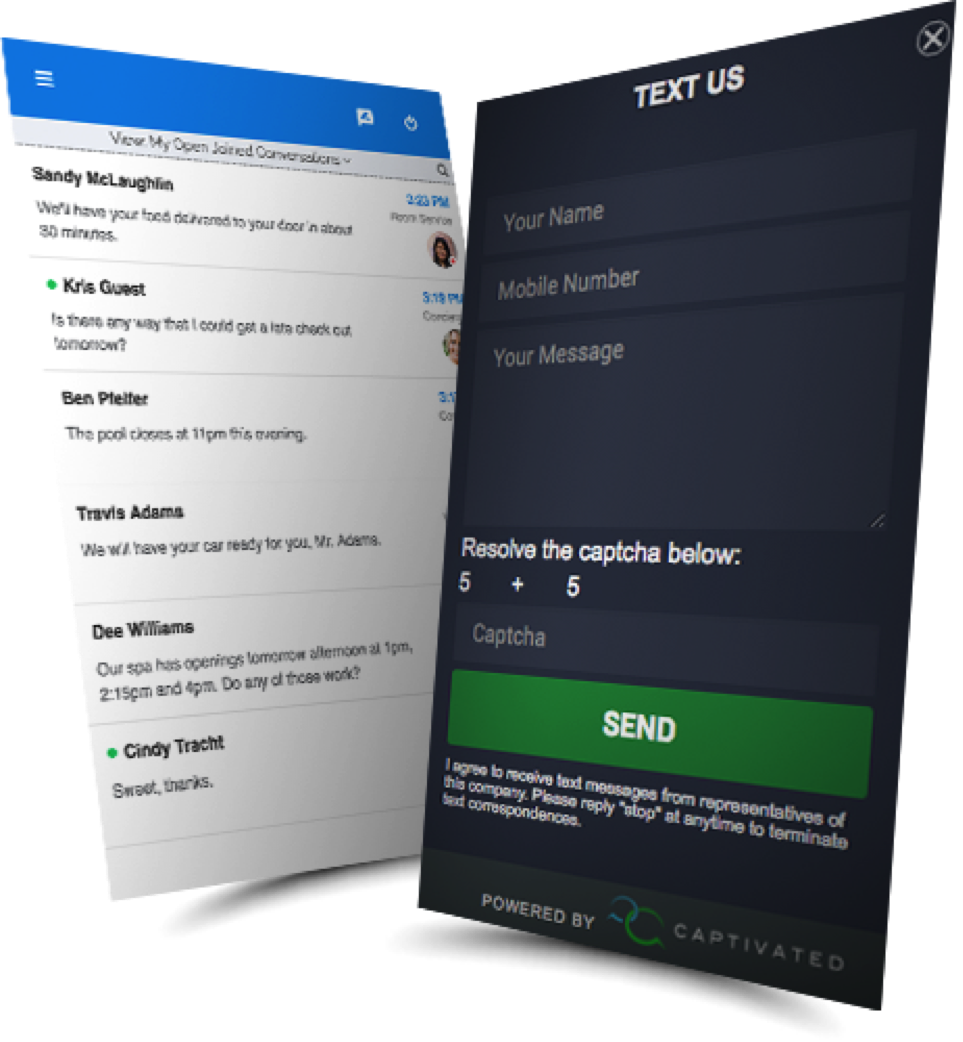 View: My Open Joined Conversations
Sandy McLaughlin
3:23 PM
Room Service
We'll have your food delivered to your door in about
30 minutes.
Kris Guest
3:19 PM
Concier
Is there any way that I could get a late check out
tomorrow?
Ben Pfeifer
3:1
Co
The pool closes at 11pm this evening.
Travis Adams
We will have your car ready for you, Mr. Adams.
Dee Williams
Our spa has openings tomorrow afternoon at 1pm,
2:15pm and 4pm. Do any of those work?
Cindy Tracht
Sweet, thanks.
TEXT US
Your Name
Mobile Number
Your Message
Resolve the captcha below:
5 + 5
Captcha
SEND
I agree to receive text messages from representatives of
this company. Please reply "stop" at anytime to terminate
text correspondences.
POWERED BY CAPTIVATED